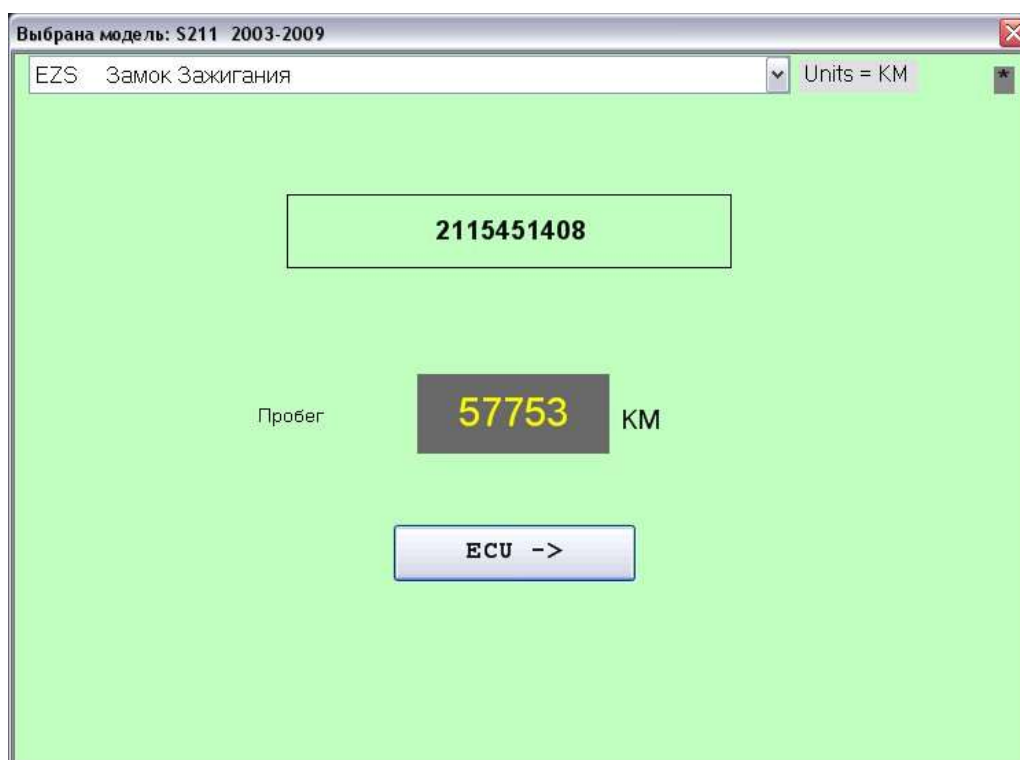 Выбрана модель: S211 2003-2009
EZS Замок Зажигания Units = KM *
2115451408
Пробег 57753 KM
ECU ->